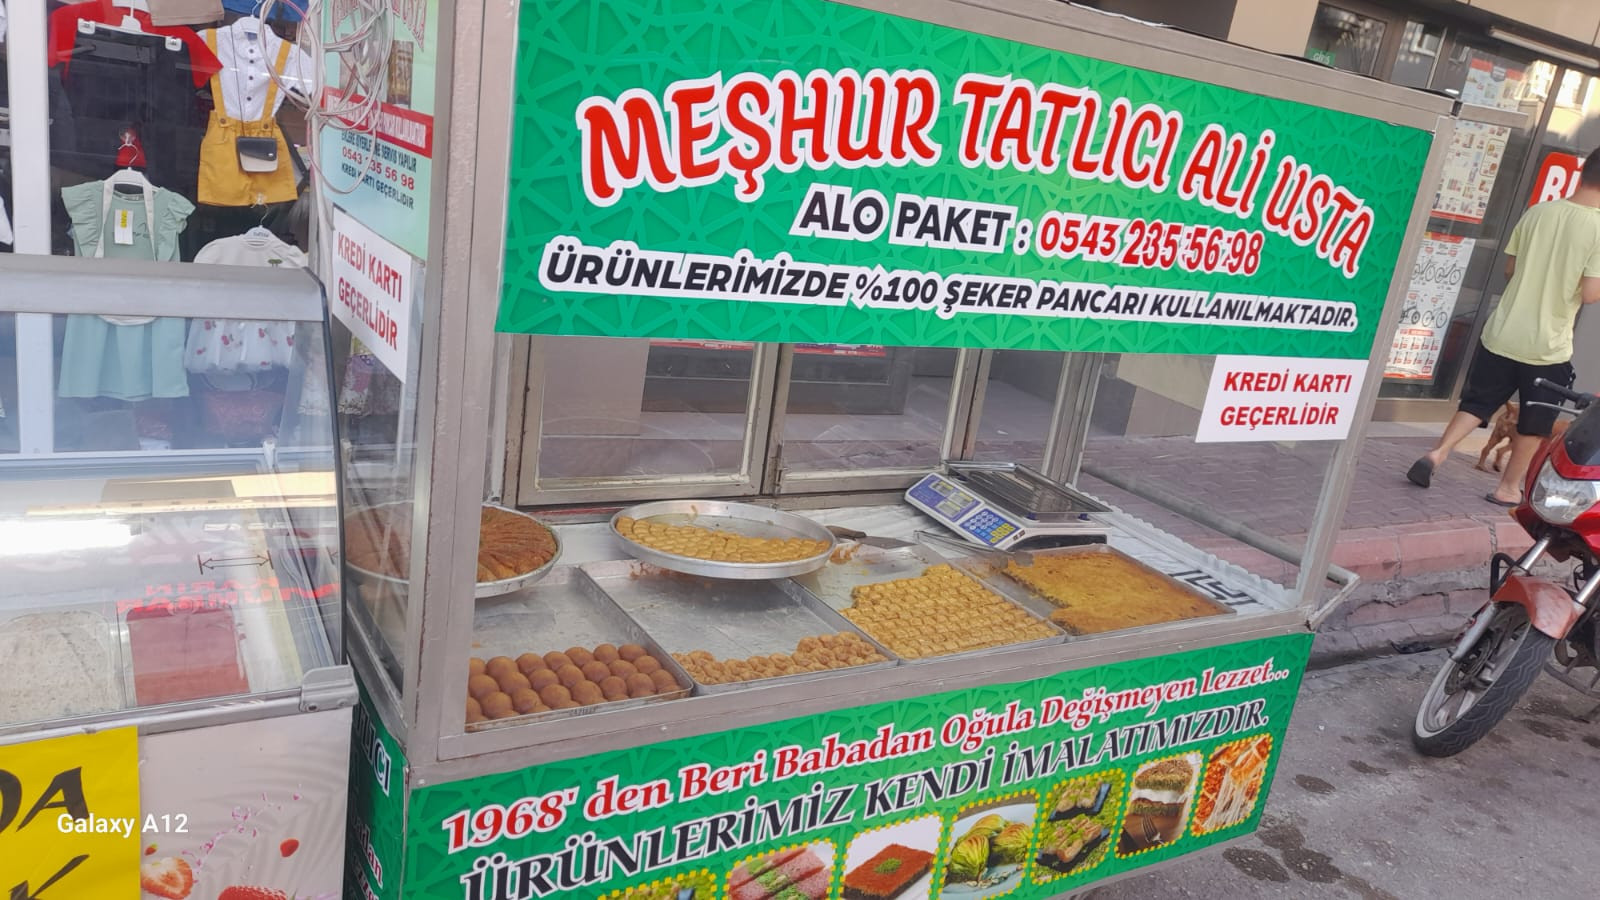 MEŞHUR TATLICI ALİ USTA
ALO PAKET : 0543 235 56 98
ÜRÜNLERİMİZDE %100 ŞEKER PANCARI KULLANILMAKTADIR.
KREDİ KARTI
GEÇERLİDİR
SERVİS YAPILIR
0543 235 56 98
KREDİ KARTI GEÇERLİDİR
KREDİ KARTI
GEÇERLİDİR
1968' den Beri Babadan Oğula Değişmeyen Lezzet...
ÜRÜNLERİMİZ KENDİ İMALATIMIZDIR.
Galaxy A12